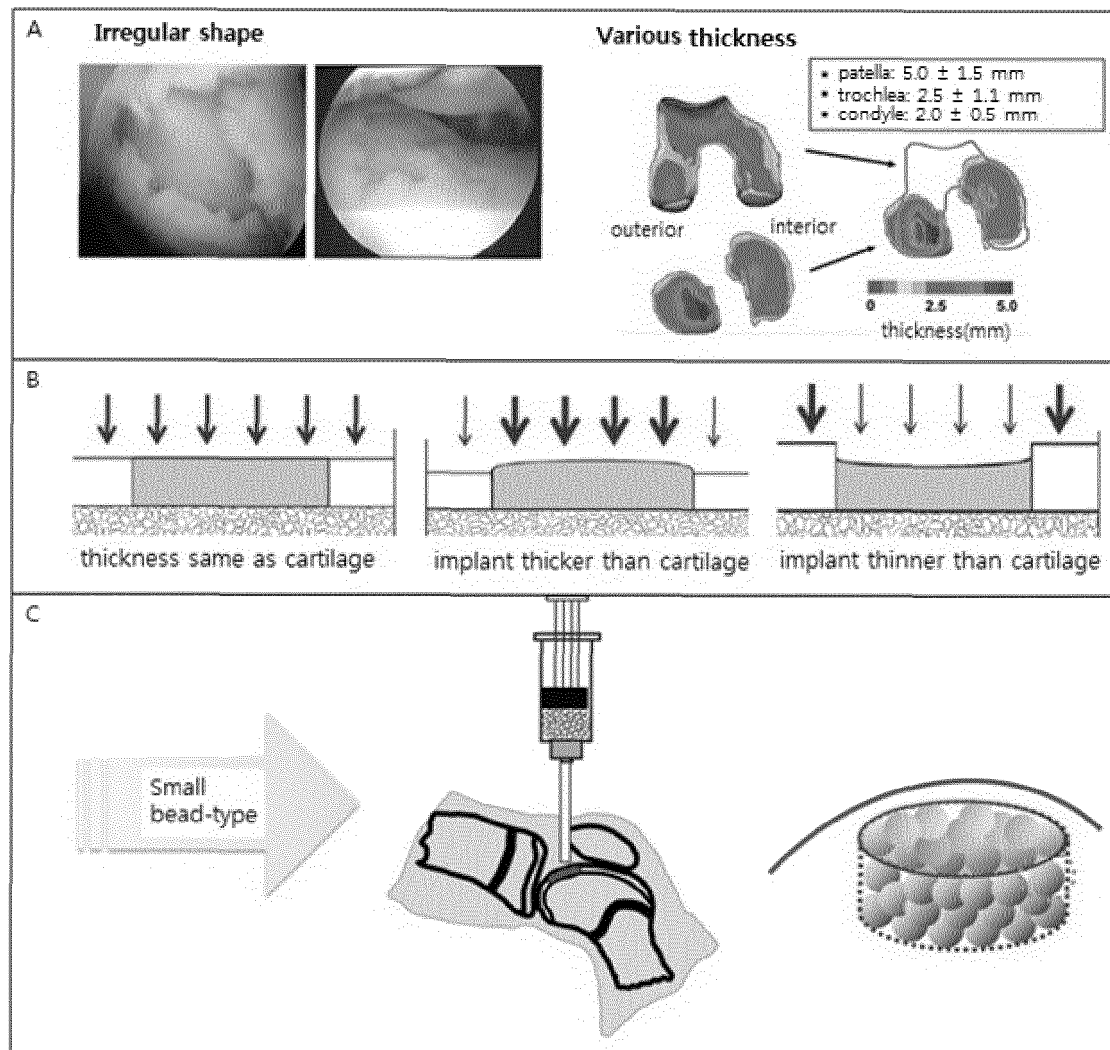 A
Irregular shape
Various thickness
• patella: 5.0 ± 1.5 mm
• trochlea: 2.5 ± 1.1 mm
• condyle: 2.0 ± 0.5 mm
outerior
interior
0 2.5 5.0
thickness(mm)
B
thickness same as cartilage
implant thicker than cartilage
implant thinner than cartilage
C
Small
bead-type